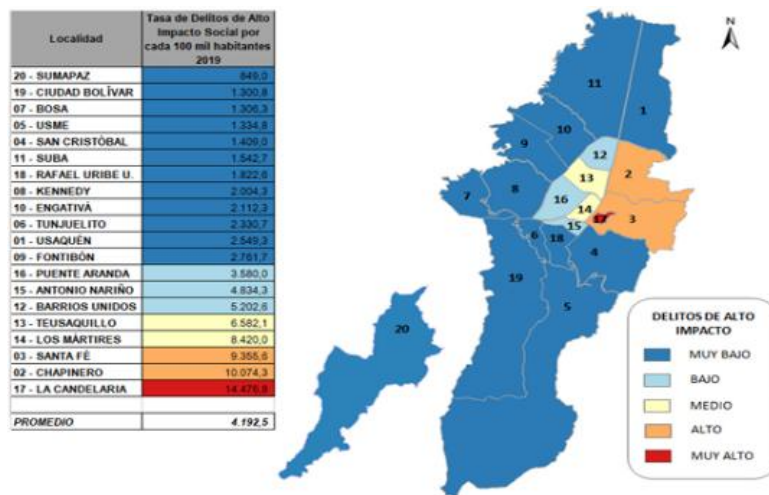 Localidad
Tasa de Delitos de Alto
Impacto Social por
cada 100 mil habitantes
2019
20 - SUMAPAZ 849,0
19 - CIUDAD BOLÍVAR 1.300,8
07 - BOSA 1.306,3
05 - USME 1.334,8
04 - SAN CRISTÓBAL 1.409,0
11 - SUBA 1.542,7
18 - RAFAEL URIBE U. 1.822,6
08 - KENNEDY 2.004,3
10 - ENGATIVÁ 2.112,3
06 - TUNJUELITO 2.330,7
01 - USAQUÉN 2.549,3
09 - FONTIBÓN 2.761,7
16 - PUENTE ARANDA 3.580,0
15 - ANTONIO NARIÑO 4.834,3
12 - BARRIOS UNIDOS 5.202,6
13 - TEUSAQUILLO 6.582,1
14 - LOS MÁRTIRES 8.420,0
03 - SANTA FÉ 9.355,6
02 - CHAPINERO 10.074,3
17 - LA CANDELARIA 14.476,8
PROMEDIO 4.192,5
N
11
1
10
12
9
13
2
8
7
16
14
17
3
15
6
18
4
19
5
20
DELITOS DE ALTO
IMPACTO
MUY BAJO
BAJO
MEDIO
ALTO
MUY ALTO